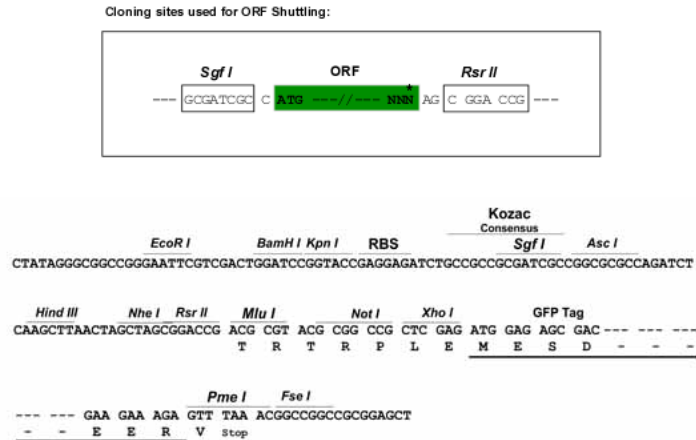 Cloning sites used for ORF Shuttling:
Sgf I ORF Rsr II
--- GCGATCGC C ATG ---//--- NNN* AG C GGA CCG ---
Kozac
Consensus
EcoR I BamH I Kpn I RBS Sgf I Asc I
CTATAGGGCGGCCGGGAATTCGTCGACTGGATCCGGTACCGAGGAGATCTGCCGCCGCGATCGCCGGCGCGCCAGATCT
Hind III Nhe I Rsr II Mlu I Not I Xho I GFP Tag
CAAGCTTAACTAGCTAGCGGACCG ACG CGT ACG CGG CCG CTC GAG ATG GAG AGC GAC --- --- ---
T R T R P L E M E S D - - -
Pme I Fse I
--- --- GAA GAA AGA GTT TAA ACGGCCGGCCGCGGAGCT
- - E E R V Stop